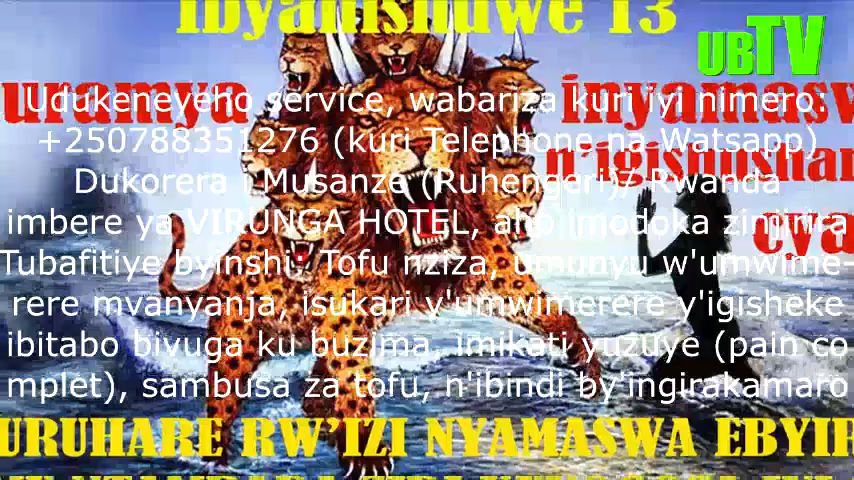 Ibyahishuwe 13
UBTV
uramya
inyamasw
Udukeneyeho service, wabariza kuri iyi nimero:
+250788351276 (kuri Telephone na Watsapp)
n'igishushan
Dukorera i Musanze (Ruhengeri)/ Rwanda
imbere ya VIRUNGA HOTEL, aho imodoka zinjirira
cya
Tubafitiye byinshi: Tofu nziza, umunyu w'umwime-
rere mvanyanja, isukari y'umwimerere y'igisheke
ibitabo bivuga ku buzima, imikati yuzuye (pain co
mplet), sambusa za tofu, n'ibindi by'ingirakamaro
URUHARE RW'IZI NYAMASWA EBYIR